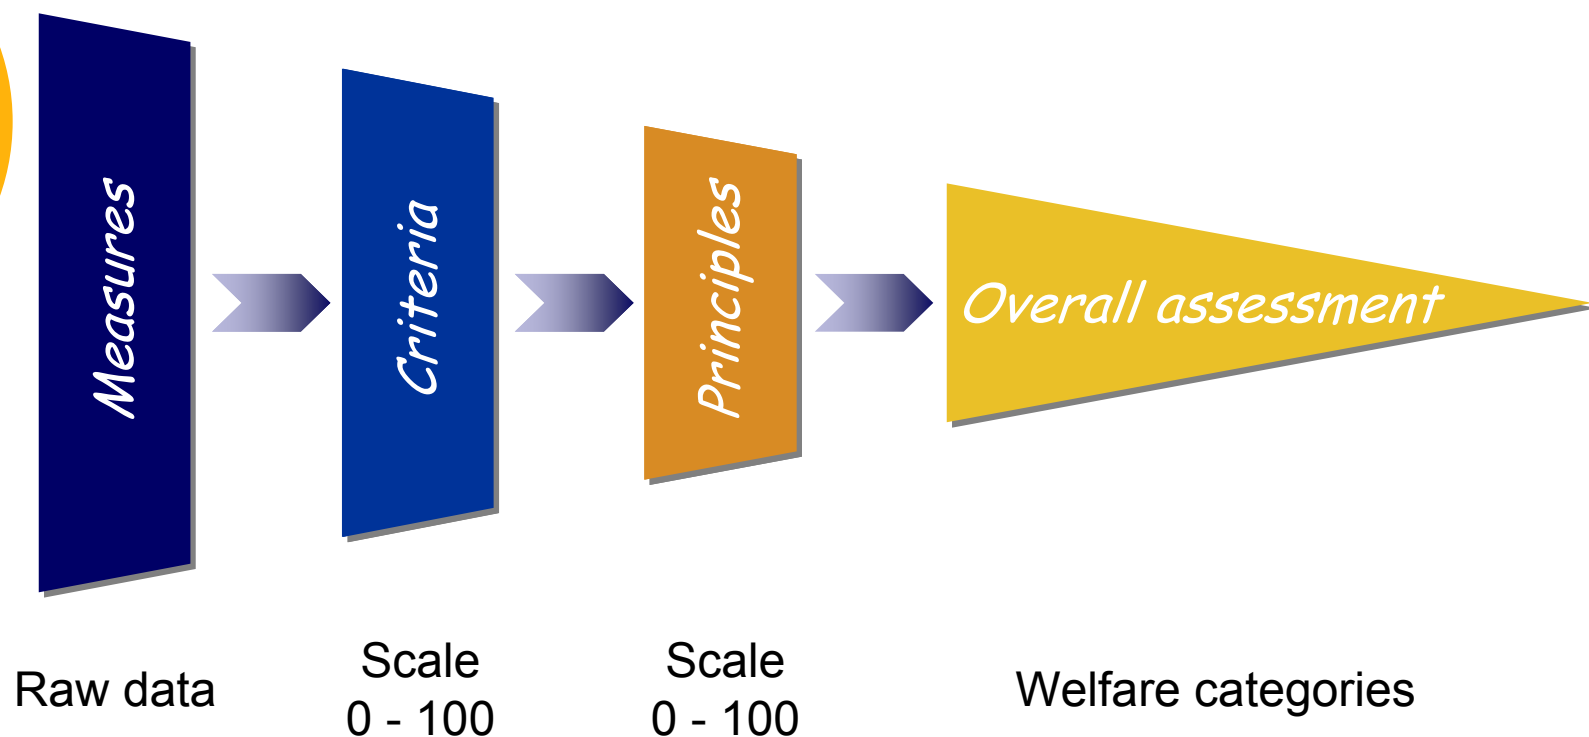 Measures
Criteria
Principles
Overall assessment
Raw data
Scale
0 - 100
Scale
0 - 100
Welfare categories